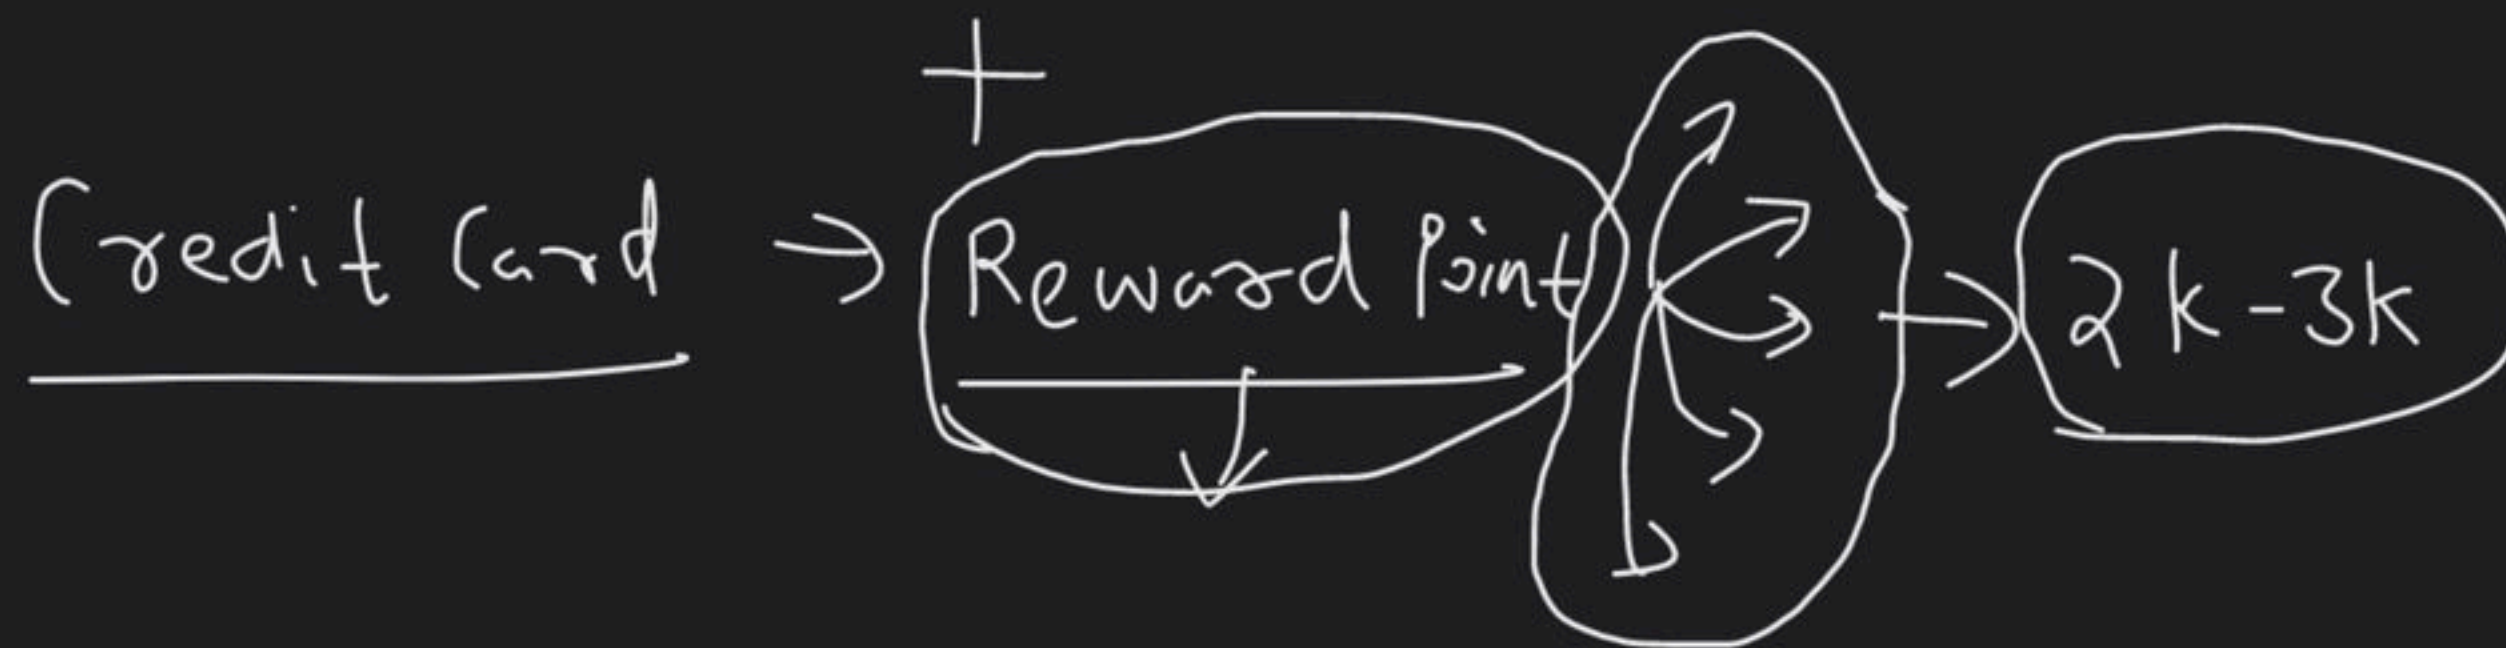 +
Credit Card → Reward Point → 2k-3k